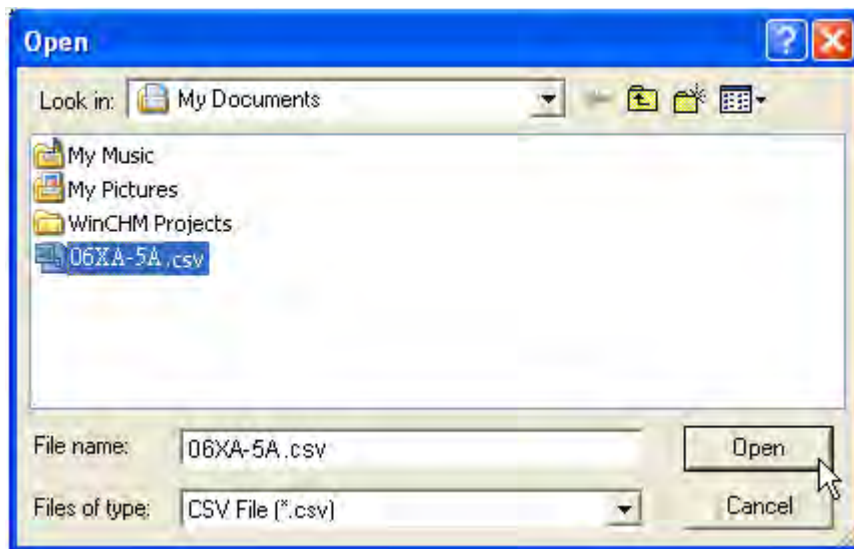 Open
Look in: My Documents
My Music
My Pictures
WinCHM Projects
06XA-5A.csv
File name: 06XA-5A.csv Open
Files of type: CSV File (*.csv) Cancel